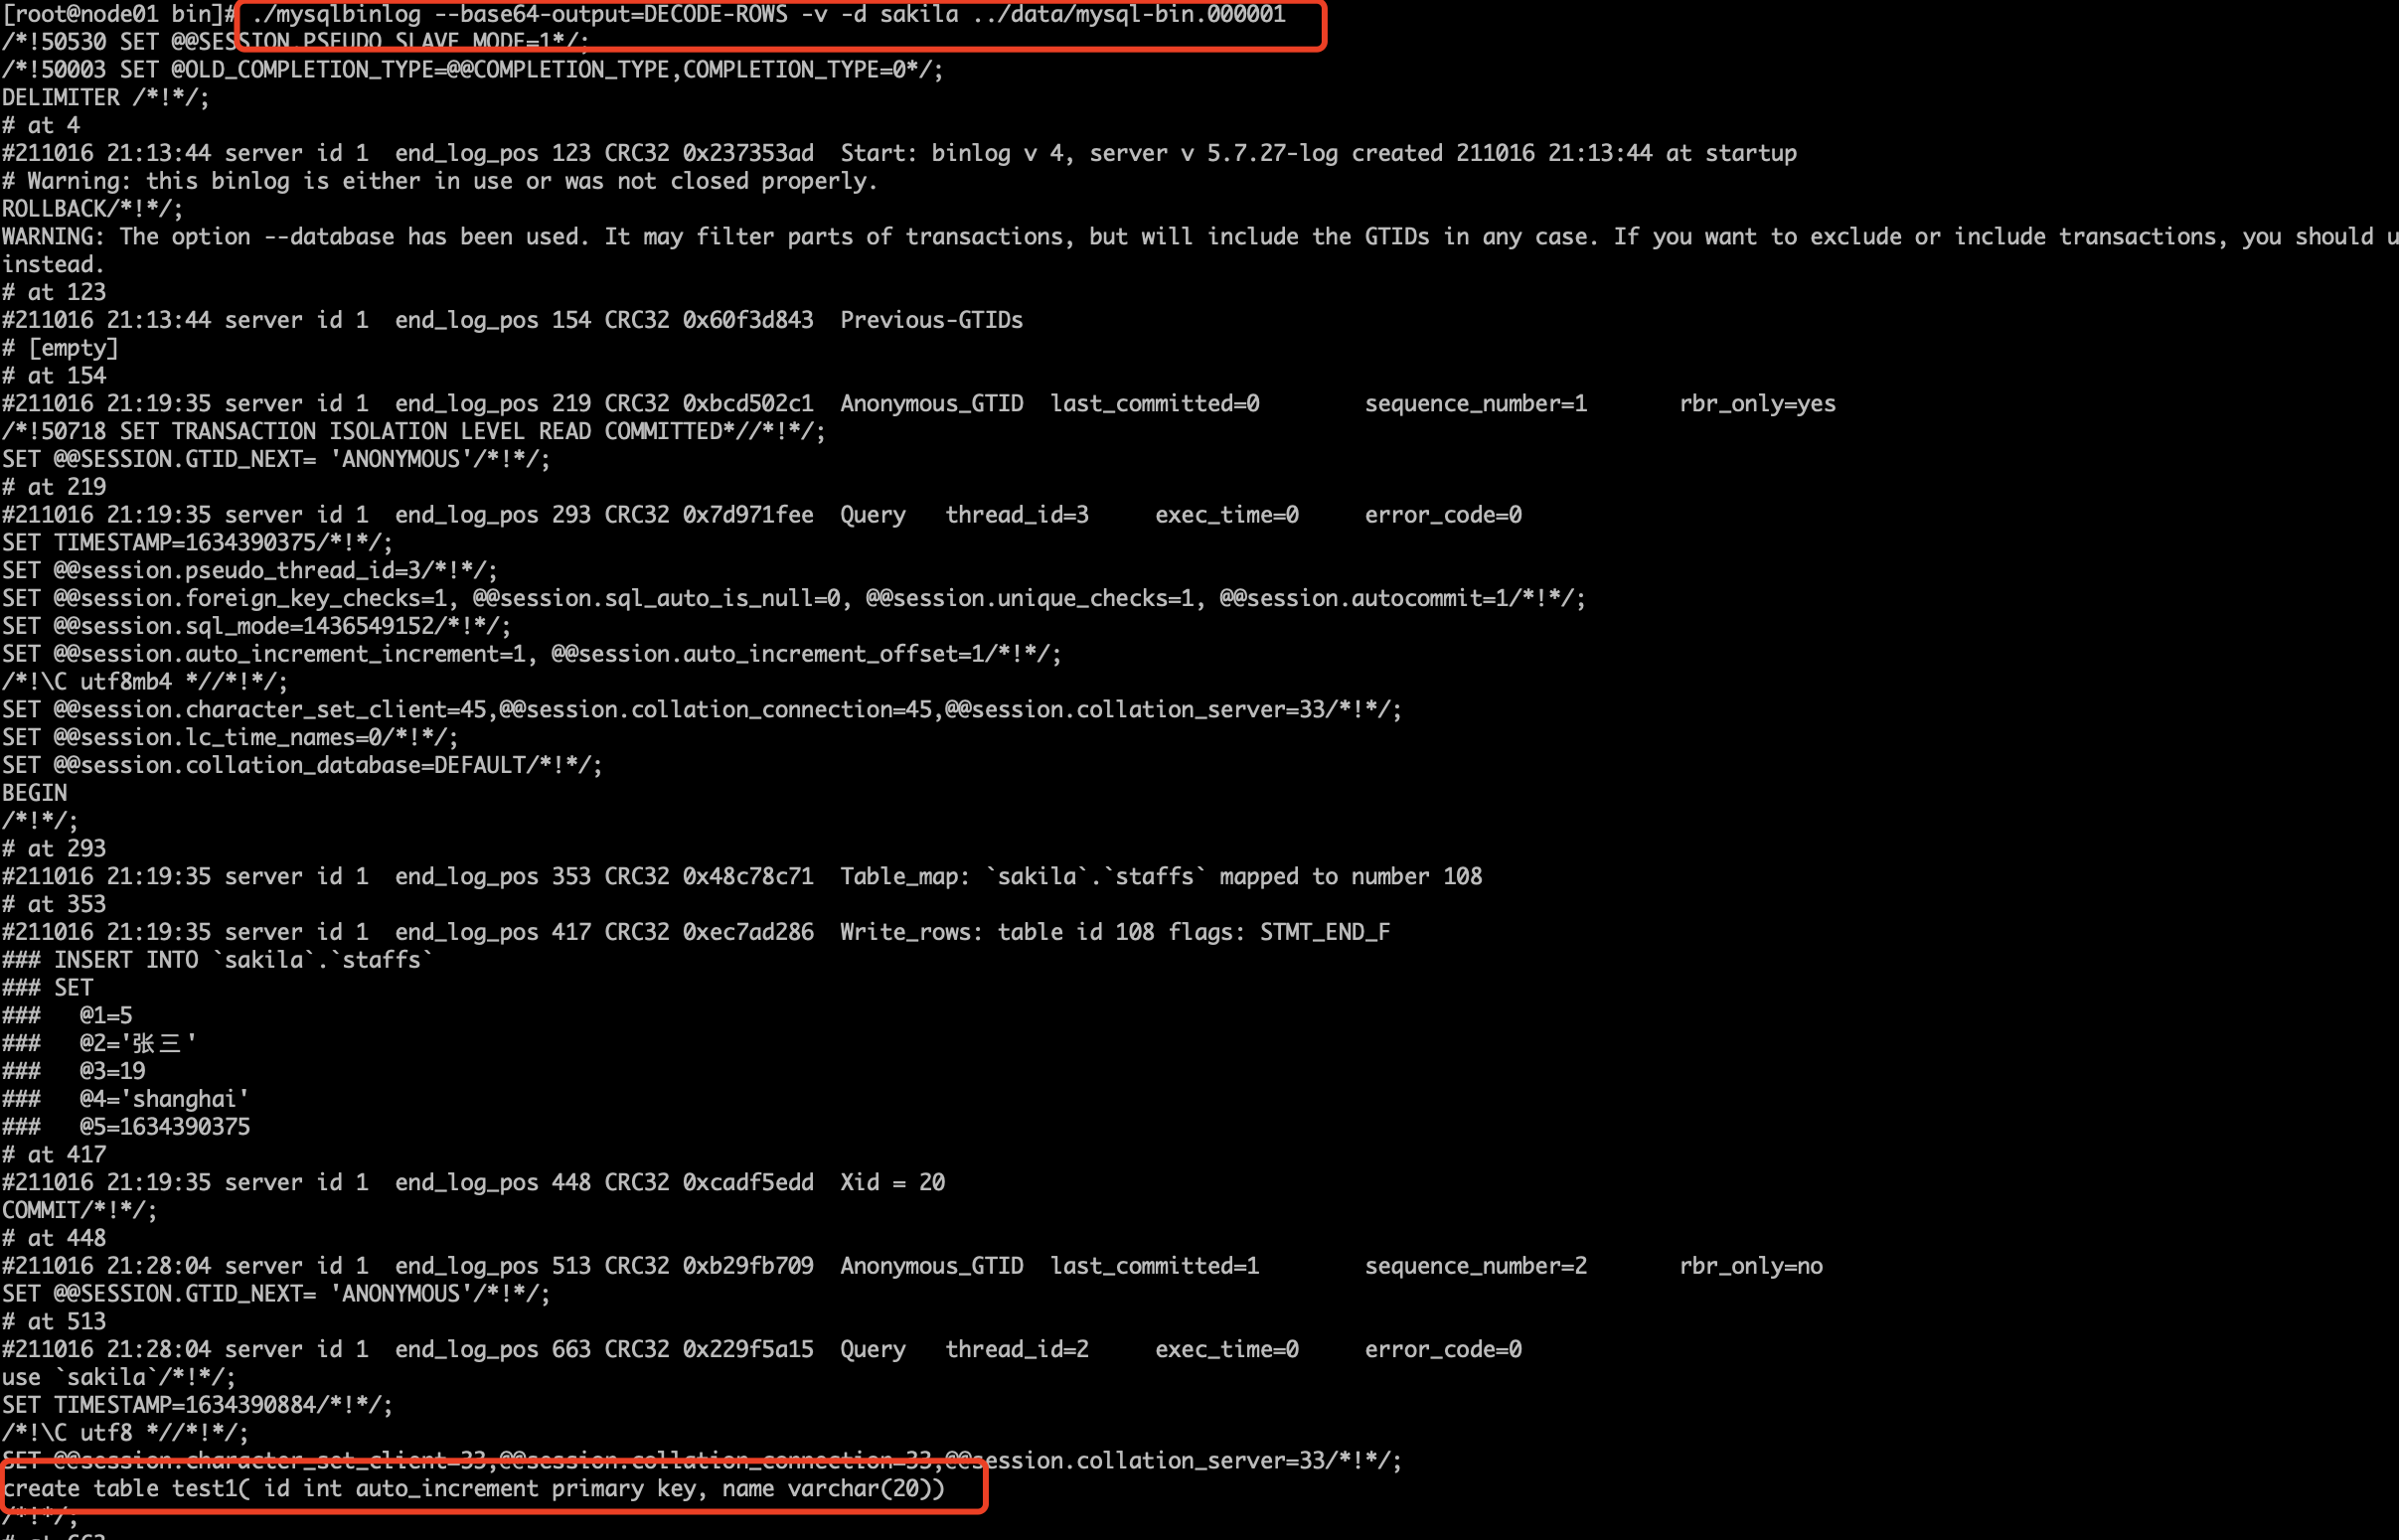 [root@node01 bin]# ./mysqlbinlog --base64-output=DECODE-ROWS -v -d sakila ../data/mysql-bin.000001
/*!50530 SET @@SESSION.PSEUDO_SLAVE_MODE=1*/;
/*!50003 SET @OLD_COMPLETION_TYPE=@@COMPLETION_TYPE,COMPLETION_TYPE=0*/;
DELIMITER /*!*/;
# at 4
#211016 21:13:44 server id 1  end_log_pos 123 CRC32 0x237353ad  Start: binlog v 4, server v 5.7.27-log created 211016 21:13:44 at startup
# Warning: this binlog is either in use or was not closed properly.
ROLLBACK/*!*/;
WARNING: The option --database has been used. It may filter parts of transactions, but will include the GTIDs in any case. If you want to exclude or include transactions, you should u
instead.
# at 123
#211016 21:13:44 server id 1  end_log_pos 154 CRC32 0x60f3d843  Previous-GTIDs
# [empty]
# at 154
#211016 21:19:35 server id 1  end_log_pos 219 CRC32 0xbcd502c1  Anonymous_GTID  last_committed=0        sequence_number=1       rbr_only=yes
/*!50718 SET TRANSACTION ISOLATION LEVEL READ COMMITTED*//*!*/;
SET @@SESSION.GTID_NEXT= 'ANONYMOUS'/*!*/;
# at 219
#211016 21:19:35 server id 1  end_log_pos 293 CRC32 0x7d971fee  Query   thread_id=3     exec_time=0     error_code=0
SET TIMESTAMP=1634390375/*!*/;
SET @@session.pseudo_thread_id=3/*!*/;
SET @@session.foreign_key_checks=1, @@session.sql_auto_is_null=0, @@session.unique_checks=1, @@session.autocommit=1/*!*/;
SET @@session.sql_mode=1436549152/*!*/;
SET @@session.auto_increment_increment=1, @@session.auto_increment_offset=1/*!*/;
/*!\C utf8mb4 *//*!*/;
SET @@session.character_set_client=45,@@session.collation_connection=45,@@session.collation_server=33/*!*/;
SET @@session.lc_time_names=0/*!*/;
SET @@session.collation_database=DEFAULT/*!*/;
BEGIN
/*!*/;
# at 293
#211016 21:19:35 server id 1  end_log_pos 353 CRC32 0x48c78c71  Table_map: `sakila`.`staffs` mapped to number 108
# at 353
#211016 21:19:35 server id 1  end_log_pos 417 CRC32 0xec7ad286  Write_rows: table id 108 flags: STMT_END_F
### INSERT INTO `sakila`.`staffs`
### SET
###   @1=5
###   @2='张三'
###   @3=19
###   @4='shanghai'
###   @5=1634390375
# at 417
#211016 21:19:35 server id 1  end_log_pos 448 CRC32 0xcadf5edd  Xid = 20
COMMIT/*!*/;
# at 448
#211016 21:28:04 server id 1  end_log_pos 513 CRC32 0xb29fb709  Anonymous_GTID  last_committed=1        sequence_number=2       rbr_only=no
SET @@SESSION.GTID_NEXT= 'ANONYMOUS'/*!*/;
# at 513
#211016 21:28:04 server id 1  end_log_pos 663 CRC32 0x229f5a15  Query   thread_id=2     exec_time=0     error_code=0
use `sakila`/*!*/;
SET TIMESTAMP=1634390884/*!*/;
/*!\C utf8 *//*!*/;
SET @@session.character_set_client=33,@@session.collation_connection=33,@@session.collation_server=33/*!*/;
create table test1( id int auto_increment primary key, name varchar(20))
/*!*/;
# at 663